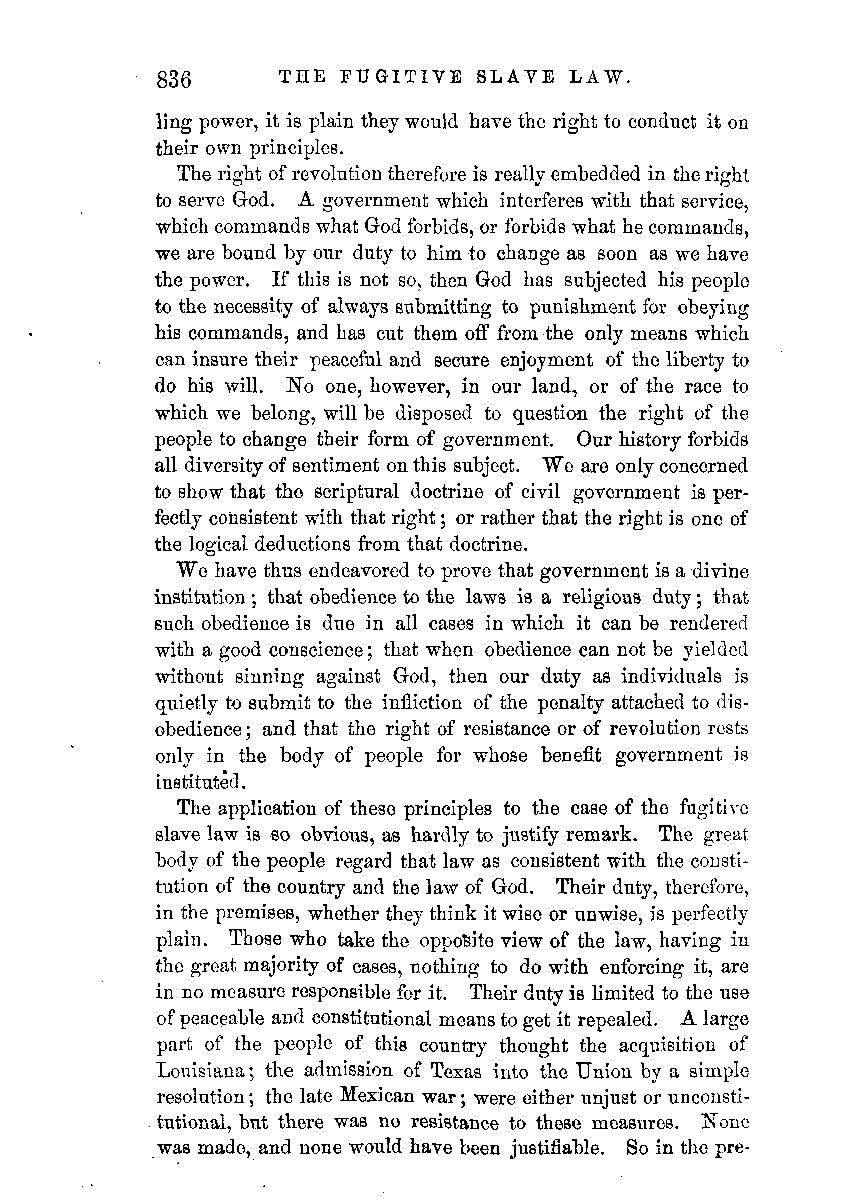 836 THE FUGITIVE SLAVE LAW.
ling power, it is plain they would have the right to conduct it on
their own principles.
The right of revolution therefore is really embedded in the right
to serve God. A government which interferes with that service,
which commands what God forbids, or forbids what he commands,
we are bound by our duty to him to change as soon as we have
the power. If this is not so, then God has subjected his people
to the necessity of always submitting to punishment for obeying
his commands, and has cut them off from the only means which
can insure their peaceful and secure enjoyment of the liberty to
do his will. No one, however, in our land, or of the race to
which we belong, will be disposed to question the right of the
people to change their form of government. Our history forbids
all diversity of sentiment on this subject. We are only concerned
to show that the scriptural doctrine of civil government is per-
fectly consistent with that right; or rather that the right is one of
the logical deductions from that doctrine.
We have thus endeavored to prove that government is a divine
institution; that obedience to the laws is a religious duty; that
such obedience is due in all cases in which it can be rendered
with a good conscience; that when obedience can not be yielded
without sinning against God, then our duty as individuals is
quietly to submit to the infliction of the penalty attached to dis-
obedience; and that the right of resistance or of revolution rests
only in the body of people for whose benefit government is
instituted.
The application of these principles to the case of the fugitive
slave law is so obvious, as hardly to justify remark. The great
body of the people regard that law as consistent with the consti-
tution of the country and the law of God. Their duty, therefore,
in the premises, whether they think it wise or unwise, is perfectly
plain. Those who take the opposite view of the law, having in
the great majority of cases, nothing to do with enforcing it, are
in no measure responsible for it. Their duty is limited to the use
of peaceable and constitutional means to get it repealed. A large
part of the people of this country thought the acquisition of
Louisiana; the admission of Texas into the Union by a simple
resolution; the late Mexican war; were either unjust or unconsti-
tutional, but there was no resistance to these measures. None
was made, and none would have been justifiable. So in the pre-